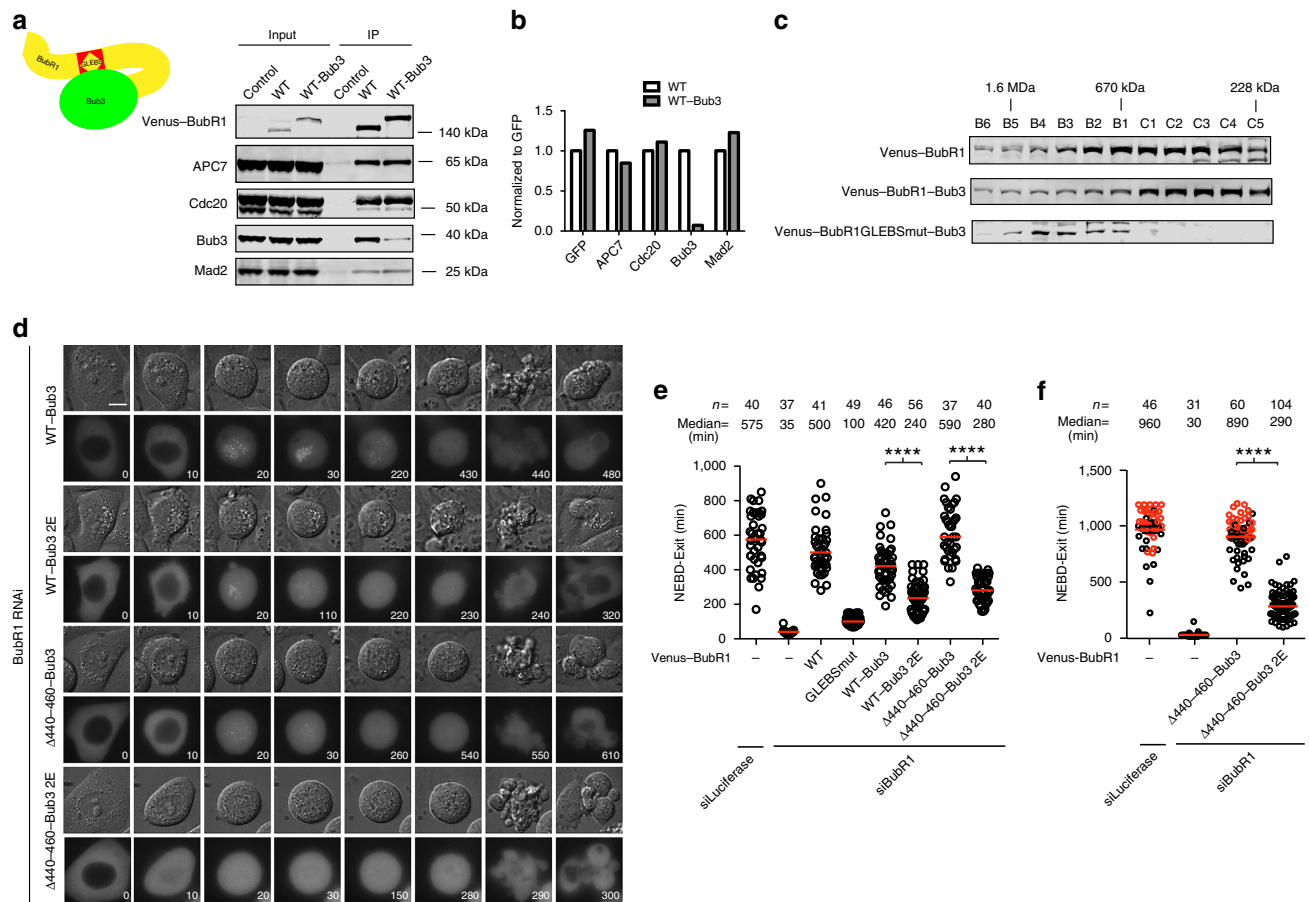 a
BubR1
GLEBS
Bub3
Input
IP
Control
WT
WT-Bub3
Control
WT
WT-Bub3
Venus–BubR1
140 kDa
APC7
65 kDa
Cdc20
50 kDa
Bub3
40 kDa
Mad2
25 kDa
b
WT
WT–Bub3
Normalized to GFP
1.5
1.0
0.5
0.0
GFP
APC7
Cdc20
Bub3
Mad2
c
1.6 MDa 670 kDa 228 kDa
B6 B5 B4 B3 B2 B1 C1 C2 C3 C4 C5
Venus–BubR1
Venus–BubR1–Bub3
Venus–BubR1GLEBSmut–Bub3
d
BubR1 RNAi
WT–Bub3
0 10 20 30 220 430 440 480
WT–Bub3 2E
0 10 20 110 220 230 240 320
Δ440–460–Bub3
0 10 20 30 260 540 550 610
Δ440–460–Bub3 2E
0 10 20 30 150 280 290 300
e
n= 40 37 41 49 46 56 37 40
Median= 575 35 500 100 420 240 590 280
(min)
**** ****
NEBD-Exit (min)
1,000
800
600
400
200
0
Venus–BubR1
–
–
WT
GLEBSmut
WT–Bub3
WT–Bub3 2E
Δ440–460–Bub3
Δ440–460–Bub3 2E
siLuciferase
siBubR1
f
n= 46 31 60 104
Median= 960 30 890 290
(min)
****
NEBD-Exit (min)
1,500
1,000
500
0
Venus-BubR1
–
–
Δ440–460–Bub3
Δ440–460–Bub3 2E
siLuciferase
siBubR1